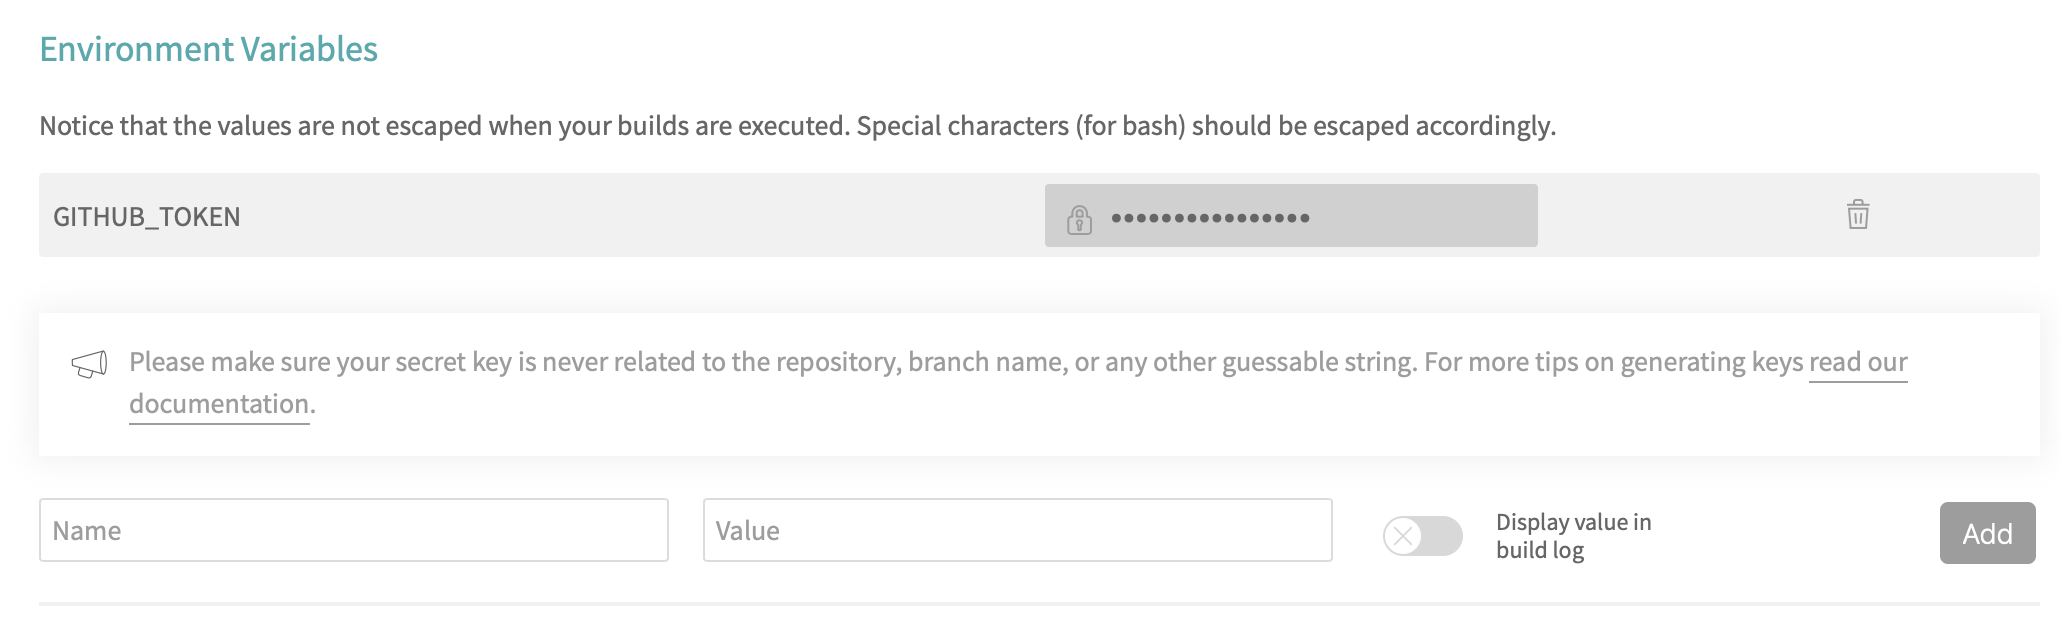 Environment Variables
Notice that the values are not escaped when your builds are executed. Special characters (for bash) should be escaped accordingly.
GITHUB_TOKEN ••••••••••••••••
Please make sure your secret key is never related to the repository, branch name, or any other guessable string. For more tips on generating keys read our
documentation.
Name
Value
Display value in
build log
Add